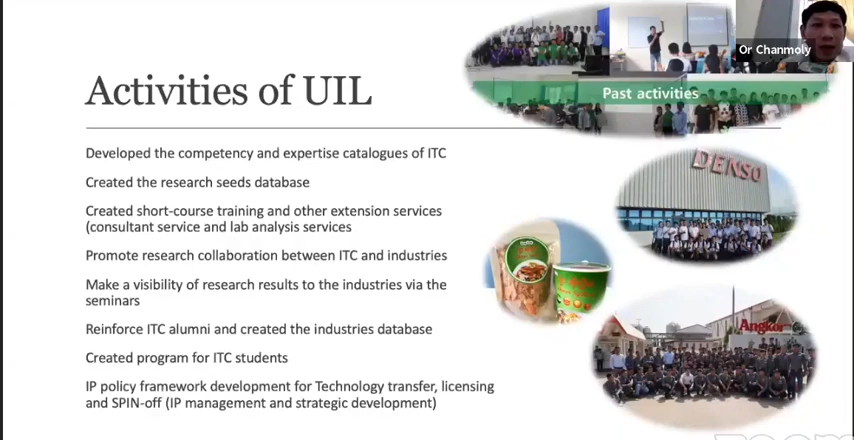 Or Chanmoly
Past activities
Activities of UIL
Developed the competency and expertise catalogues of ITC
Created the research seeds database
Created short-course training and other extension services
(consultant service and lab analysis services
Promote research collaboration between ITC and industries
Make a visibility of research results to the industries via the
seminars
Reinforce ITC alumni and created the industries database
Created program for ITC students
IP policy framework development for Technology transfer, licensing
and SPIN-off (IP management and strategic development)
DENSO
Angkor
zoom